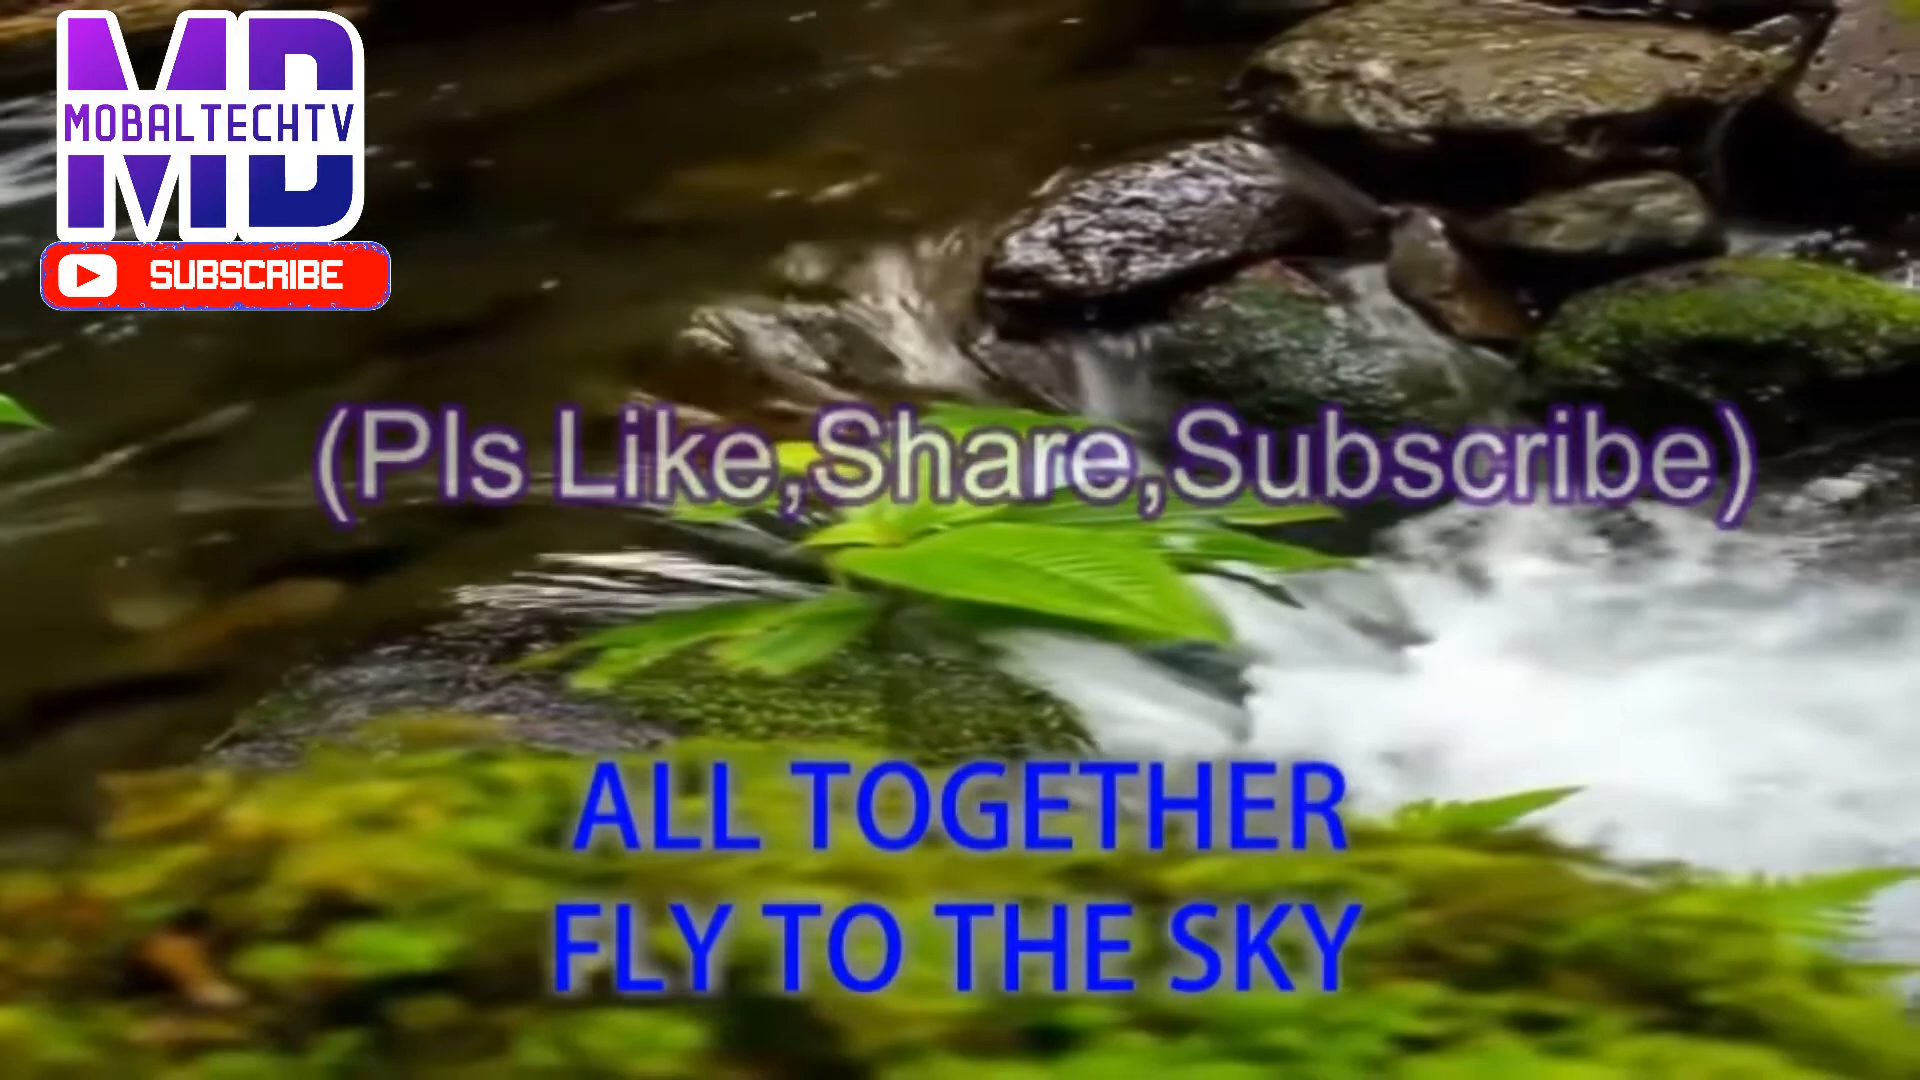 MD
MOBALTECHTV
SUBSCRIBE
(Pls Like,Share,Subscribe)
ALL TOGETHER
FLY TO THE SKY